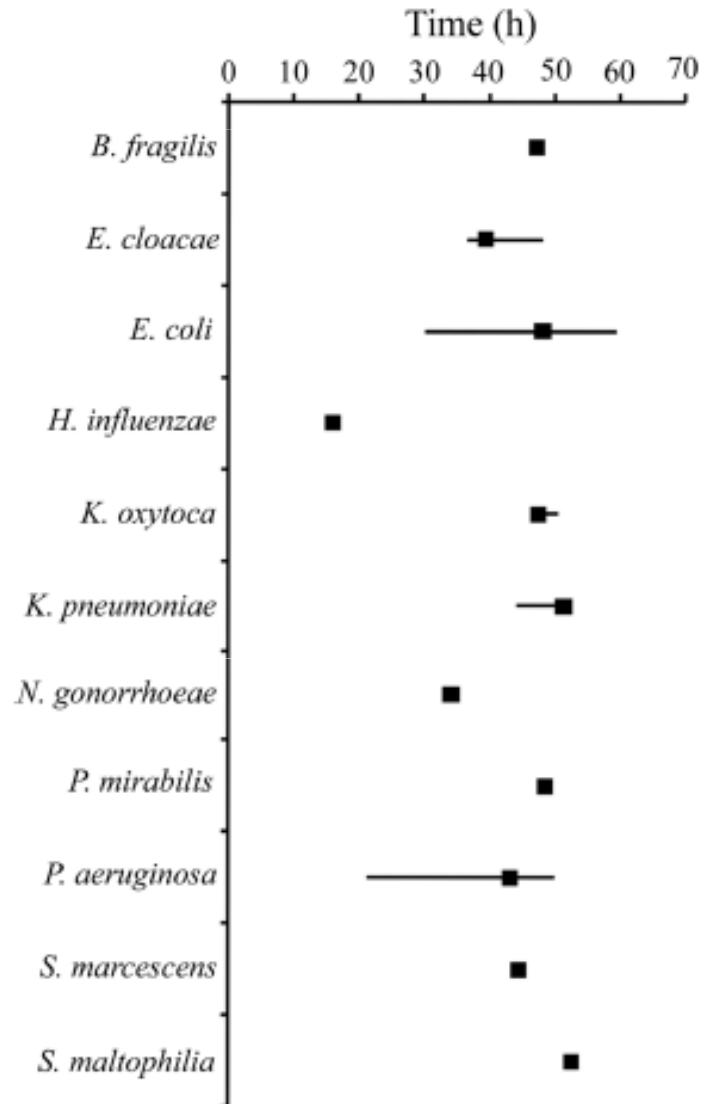 Time (h)
0 10 20 30 40 50 60 70
B. fragilis
E. cloacae
E. coli
H. influenzae
K. oxytoca
K. pneumoniae
N. gonorrhoeae
P. mirabilis
P. aeruginosa
S. marcescens
S. maltophilia